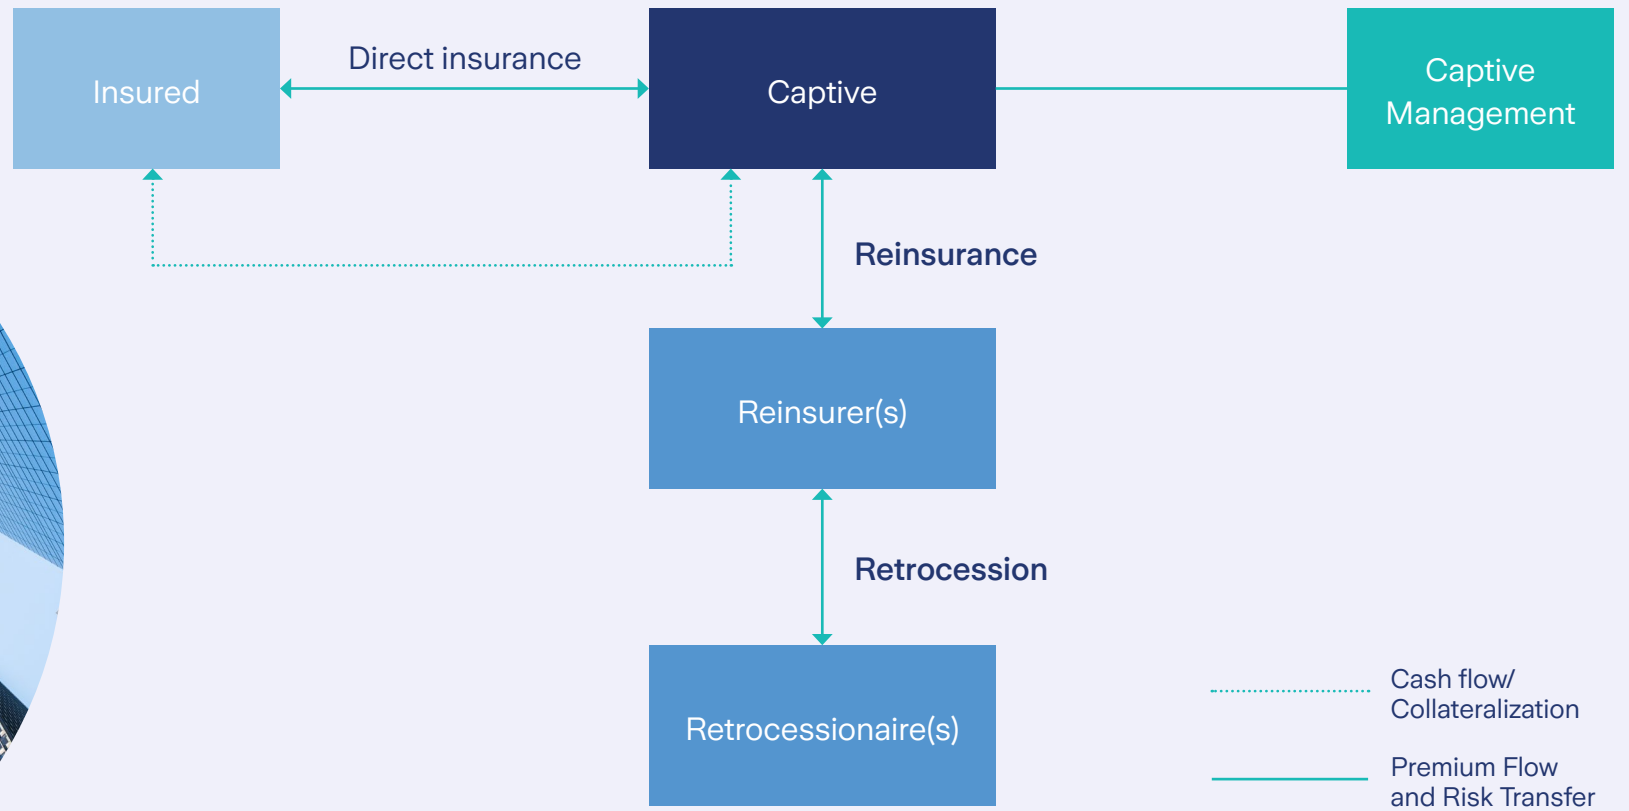 Insured
Direct insurance
Captive
Captive
Management
Reinsurance
Reinsurer(s)
Retrocession
Retrocessionaire(s)
Cash flow/
Collateralization
Premium Flow
and Risk Transfer